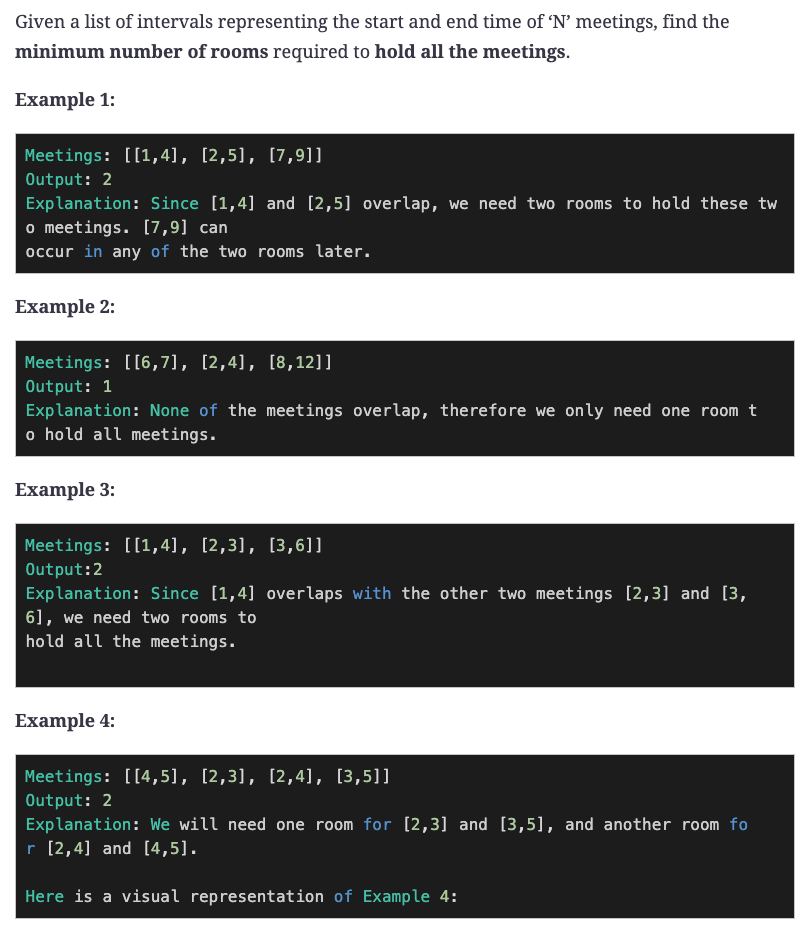 Given a list of intervals representing the start and end time of ‘N’ meetings, find the
minimum number of rooms required to hold all the meetings.
Example 1:
Meetings: [[1,4], [2,5], [7,9]]
Output: 2
Explanation: Since [1,4] and [2,5] overlap, we need two rooms to hold these tw
o meetings. [7,9] can
occur in any of the two rooms later.
Example 2:
Meetings: [[6,7], [2,4], [8,12]]
Output: 1
Explanation: None of the meetings overlap, therefore we only need one room t
o hold all meetings.
Example 3:
Meetings: [[1,4], [2,3], [3,6]]
Output:2
Explanation: Since [1,4] overlaps with the other two meetings [2,3] and [3,
6], we need two rooms to
hold all the meetings.
Example 4:
Meetings: [[4,5], [2,3], [2,4], [3,5]]
Output: 2
Explanation: We will need one room for [2,3] and [3,5], and another room fo
r [2,4] and [4,5].
Here is a visual representation of Example 4: